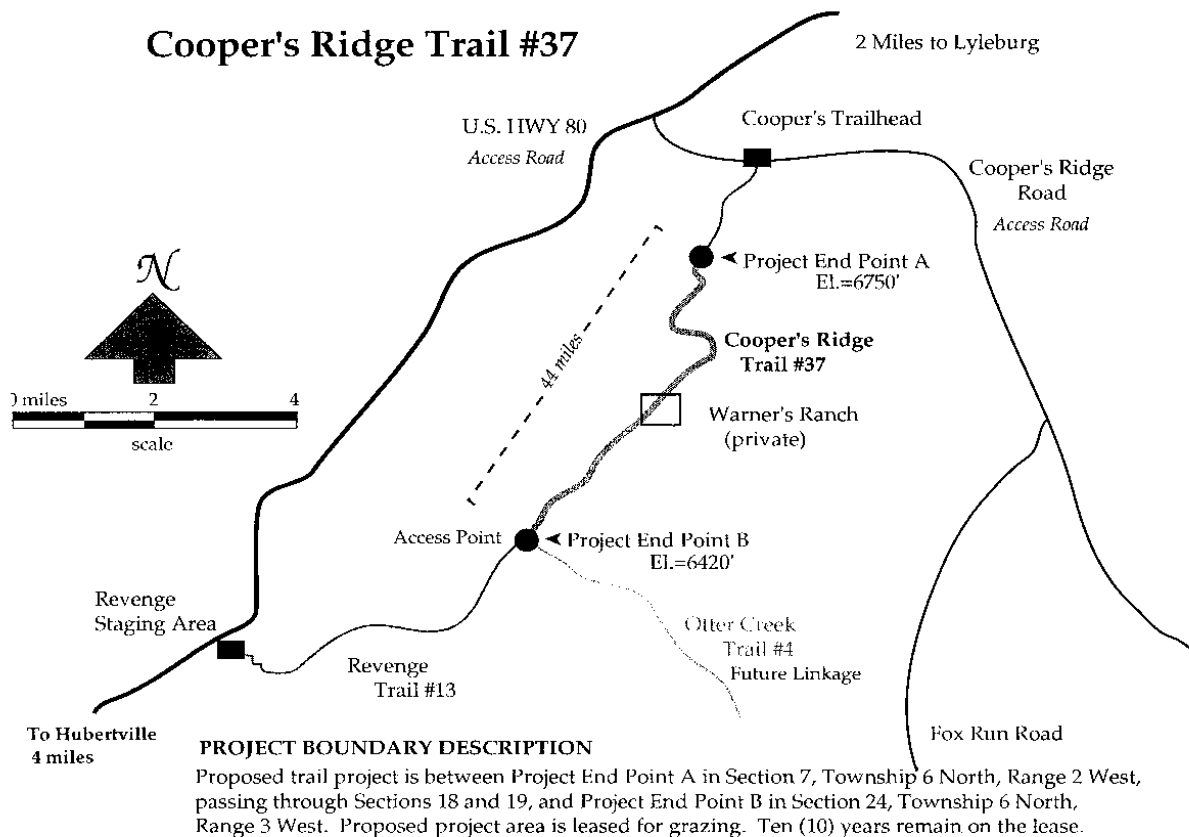 Cooper's Ridge Trail #37
2 Miles to Lyleburg
U.S. HWY 80
Access Road
Cooper's Trailhead
Cooper's Ridge
Road
Access Road
N
Project End Point A
El.=6750'
44 miles
Cooper's Ridge
Trail #37
0 miles 2 4
scale
Warner's Ranch
(private)
Access Point
Project End Point B
El.=6420'
Revenge
Staging Area
Otter Creek
Trail #4
Future Linkage
Revenge
Trail #13
To Hubertville
4 miles
Fox Run Road
PROJECT BOUNDARY DESCRIPTION
Proposed trail project is between Project End Point A in Section 7, Township 6 North, Range 2 West,
passing through Sections 18 and 19, and Project End Point B in Section 24, Township 6 North,
Range 3 West. Proposed project area is leased for grazing. Ten (10) years remain on the lease.